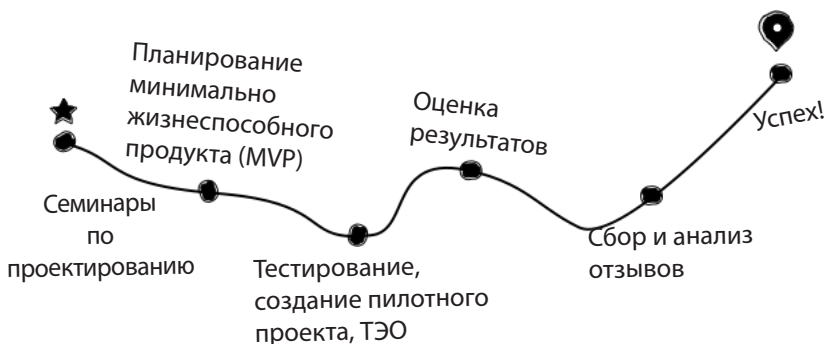 Семинары
по
проектированию
Планирование
минимально
жизнеспособного
продукта (MVP)
Тестирование,
создание пилотного
проекта, ТЭО
Оценка
результатов
Сбор и анализ
отзывов
Успех!